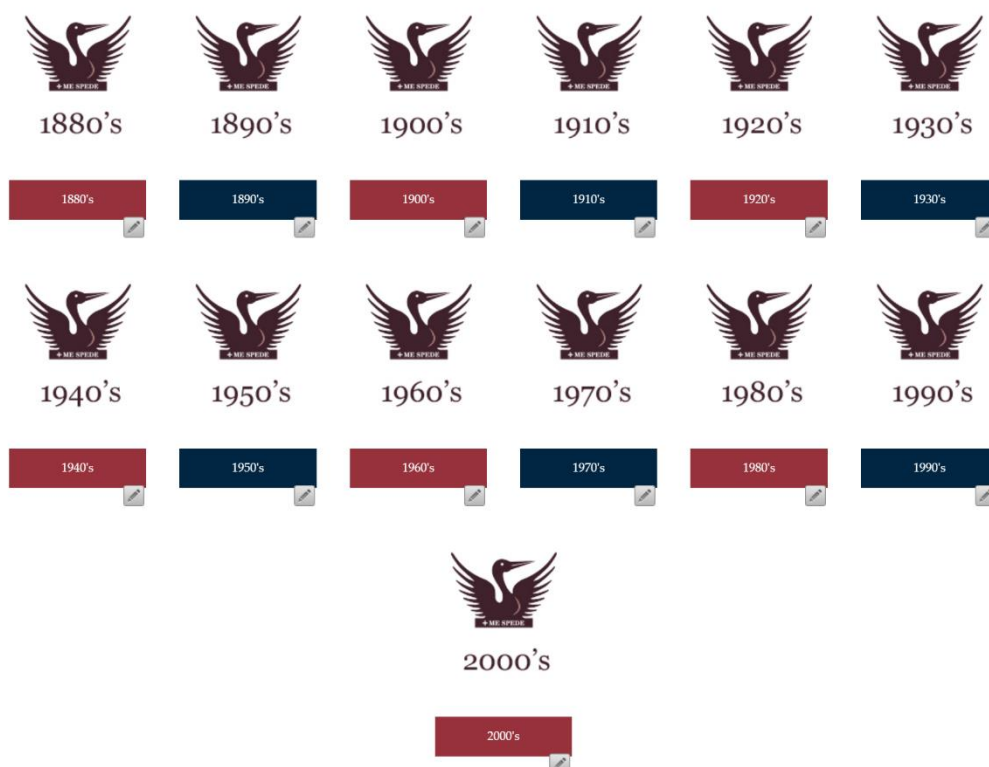 + ME SPEDE + ME SPEDE + ME SPEDE + ME SPEDE + ME SPEDE + ME SPEDE
1880’s 1890’s 1900’s 1910’s 1920’s 1930’s
1880's 1890's 1900's 1910's 1920's 1930's
+ ME SPEDE + ME SPEDE + ME SPEDE + ME SPEDE + ME SPEDE + ME SPEDE
1940’s 1950’s 1960’s 1970’s 1980’s 1990’s
1940's 1950's 1960's 1970's 1980's 1990's
+ ME SPEDE
2000’s
2000's